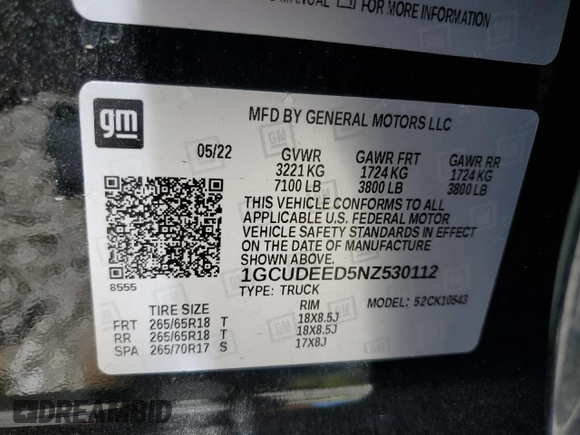 MANUAL FOR MORE INFORMATION
gm
MFD BY GENERAL MOTORS LLC
05/22 GVWR GAWR FRT GAWR RR
3221 KG 1724 KG 1724 KG
7100 LB 3800 LB 3800 LB
THIS VEHICLE CONFORMS TO ALL
APPLICABLE U.S. FEDERAL MOTOR
VEHICLE SAFETY STANDARDS IN EFFECT
ON THE DATE OF MANUFACTURE
SHOWN ABOVE.
8555 1GCUDEED5NZ530112
TYPE: TRUCK MODEL: 52CK10543
TIRE SIZE RIM
FRT 265/65R18 T 18X8.5J
RR 265/65R18 T 18X8.5J
SPA 265/70R17 S 17X8J
DREAMBID